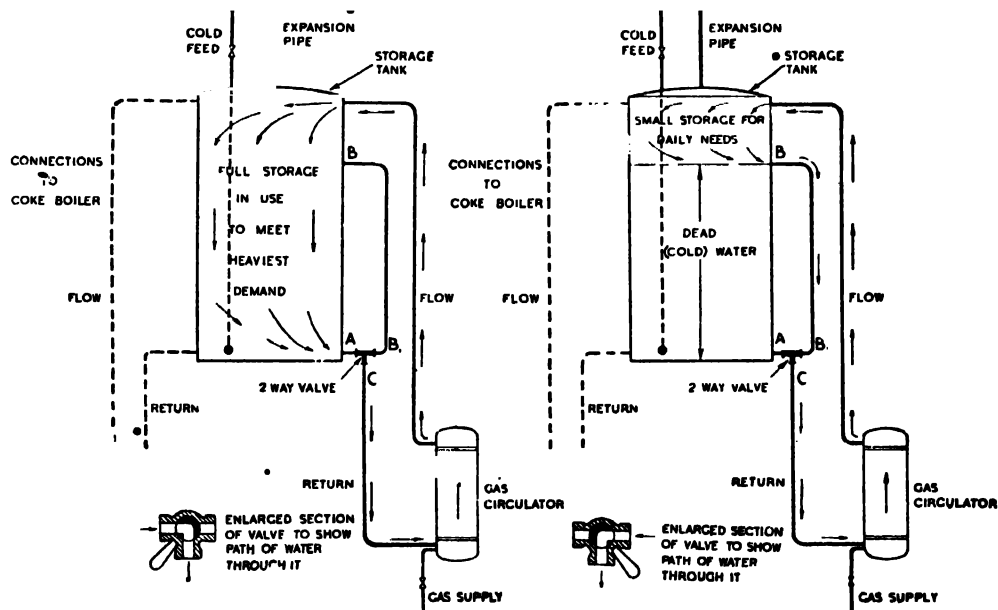 COLD
FEED
EXPANSION
PIPE
STORAGE
TANK
CONNECTIONS
TO
COKE BOILER
B
FULL STORAGE
IN USE
TO MEET
HEAVIEST
DEMAND
FLOW
FLOW
A
B
C
2 WAY VALVE
RETURN
RETURN
GAS
CIRCULATOR
ENLARGED SECTION
OF VALVE TO SHOW
PATH OF WATER
THROUGH IT
GAS SUPPLY
COLD
FEED
EXPANSION
PIPE
STORAGE
TANK
SMALL STORAGE FOR
DAILY NEEDS
CONNECTIONS
TO
COKE BOILER
B
DEAD
(COLD) WATER
FLOW
FLOW
A
B
C
2 WAY VALVE
RETURN
RETURN
GAS
CIRCULATOR
ENLARGED SECTION
OF VALVE TO SHOW
PATH OF WATER
THROUGH IT
GAS SUPPLY